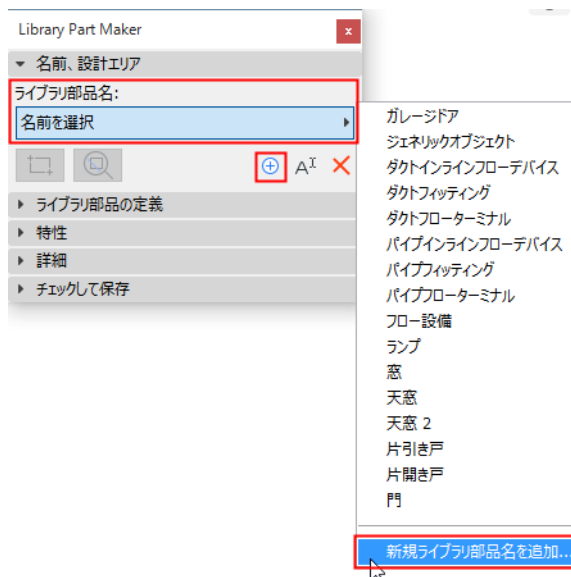 Library Part Maker
x
名前、設計エリア
ライブラリ部品名:
名前を選択
A
ライブラリ部品の定義
特性
詳細
チェックして保存
ガレージドア
ジェネリックオブジェクト
ダクトインラインフローデバイス
ダクトフィッティング
ダクトフローターミナル
パイプインラインフローデバイス
パイプフィッティング
パイプフローターミナル
フロー設備
ランプ
窓
天窓
天窓 2
片引き戸
片開き戸
門
新規ライブラリ部品名を追加...